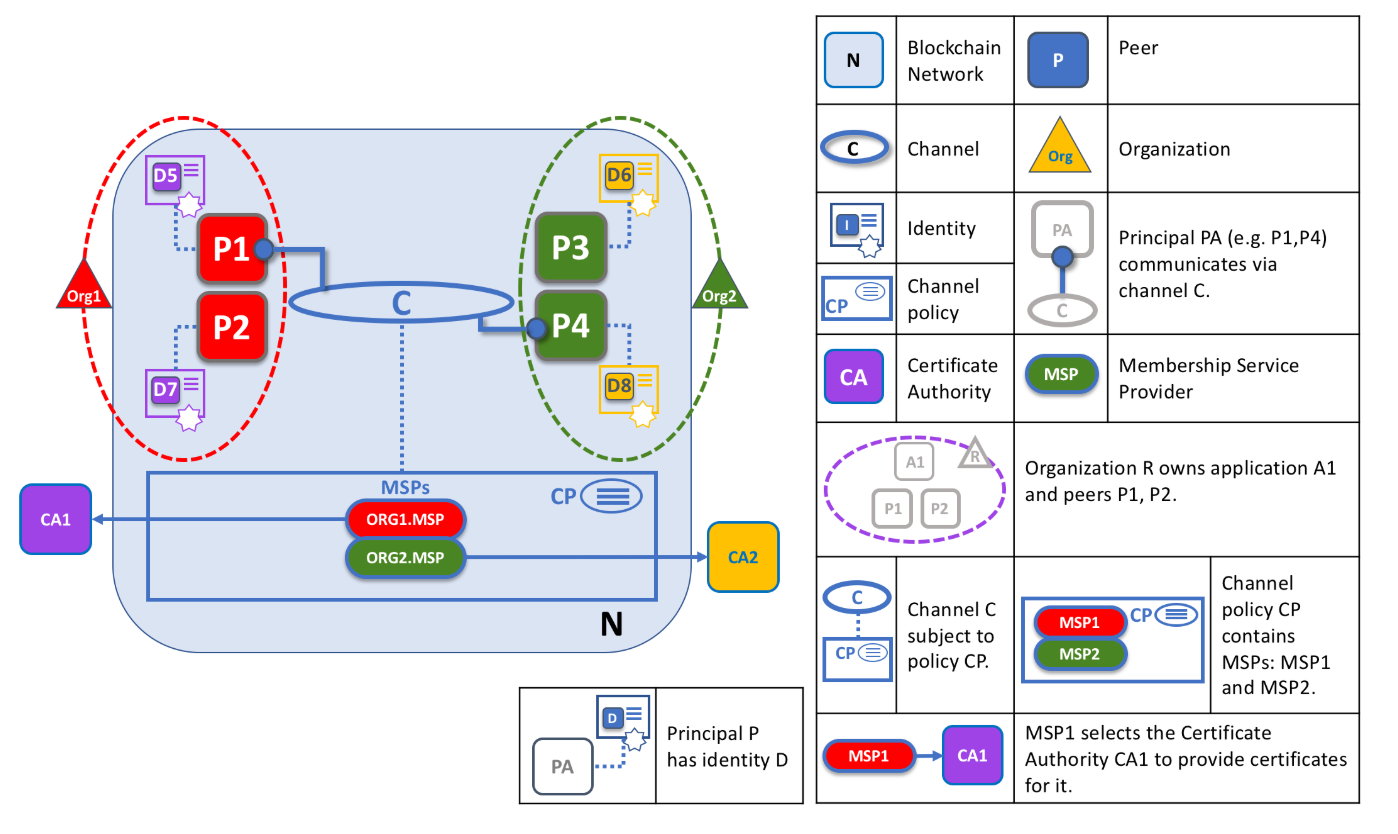 D5
P1
P2
D7
Org1
C
D6
P3
P4
D8
Org2
MSPs
CP
ORG1.MSP
ORG2.MSP
CA1
CA2
N
D
PA
Principal P
has identity D
N
Blockchain
Network
P
Peer
C
Channel
Org
Organization
I
Identity
PA
C
Principal PA (e.g. P1,P4)
communicates via
channel C.
CP
Channel
policy
CA
Certificate
Authority
MSP
Membership Service
Provider
A1
R
P1
P2
Organization R owns application A1
and peers P1, P2.
C
CP
Channel C
subject to
policy CP.
MSP1
MSP2
CP
Channel
policy CP
contains
MSPs: MSP1
and MSP2.
MSP1
CA1
MSP1 selects the Certificate
Authority CA1 to provide certificates
for it.